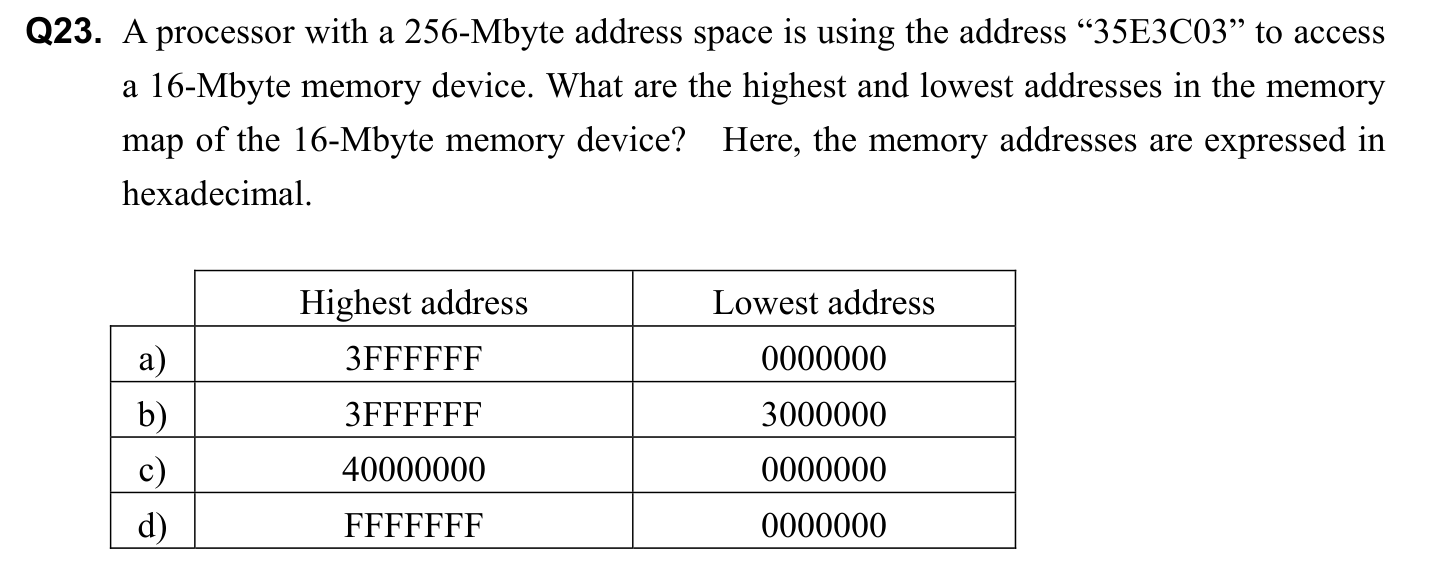 Q23. A processor with a 256-Mbyte address space is using the address “35E3C03” to access
a 16-Mbyte memory device. What are the highest and lowest addresses in the memory
map of the 16-Mbyte memory device? Here, the memory addresses are expressed in
hexadecimal.
Highest address Lowest address
a) 3FFFFFF 0000000
b) 3FFFFFF 3000000
c) 40000000 0000000
d) FFFFFFF 0000000